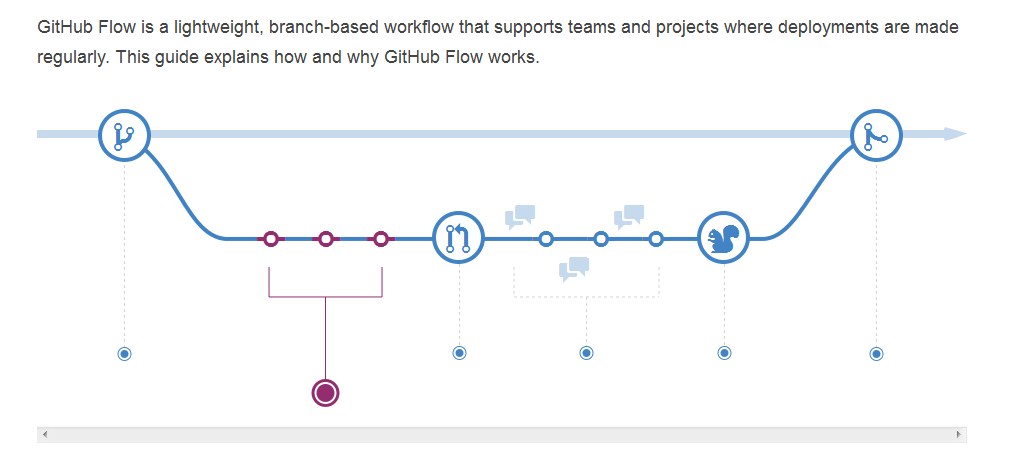 GitHub Flow is a lightweight, branch-based workflow that supports teams and projects where deployments are made
regularly. This guide explains how and why GitHub Flow works.